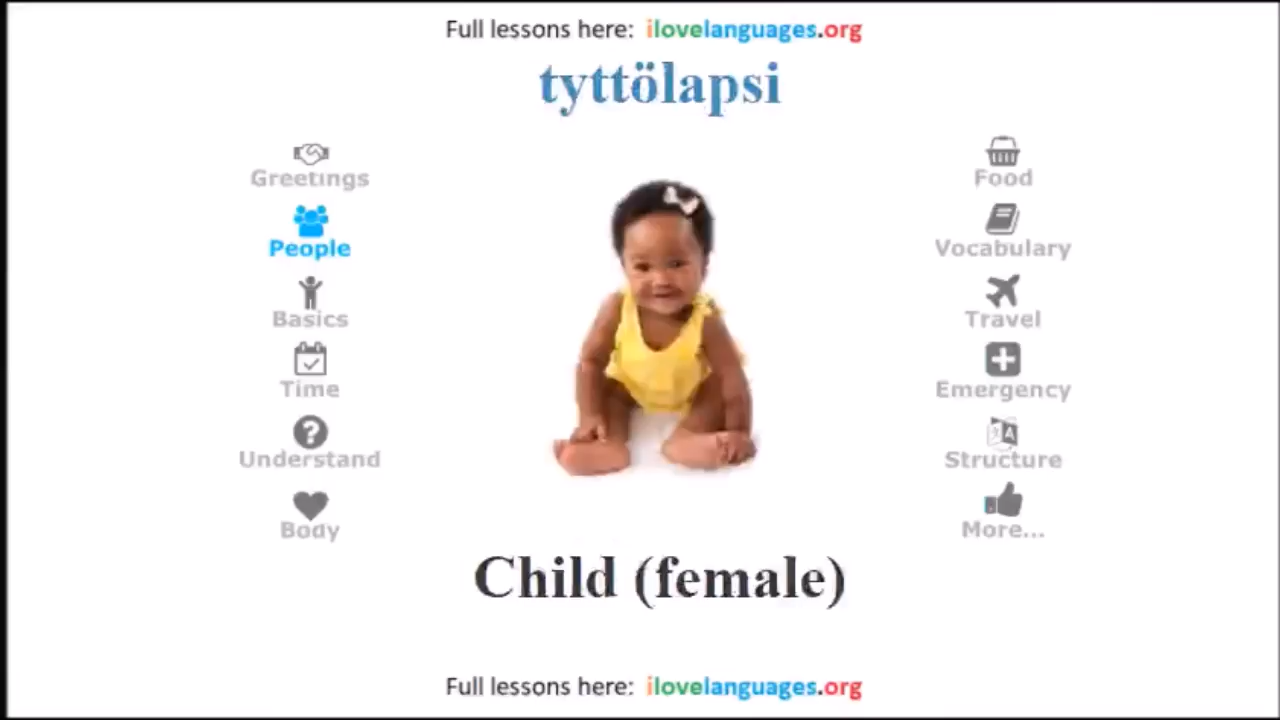 Full lessons here: ilovelanguages.org
tyttölapsi
Greetings
People
Basics
Time
Understand
Body
Food
Vocabulary
Travel
Emergency
Structure
More...
Child (female)
Full lessons here: ilovelanguages.org